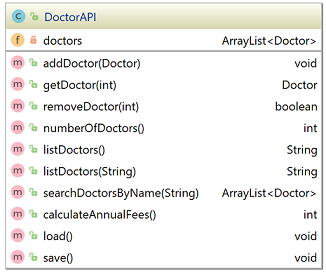 C DoctorAPI
f doctors ArrayList<Doctor>
m addDoctor(Doctor) void
m getDoctor(int) Doctor
m removeDoctor(int) boolean
m numberOfDoctors() int
m listDoctors() String
m listDoctors(String) String
m searchDoctorsByName(String) ArrayList<Doctor>
m calculateAnnualFees() int
m load() void
m save() void